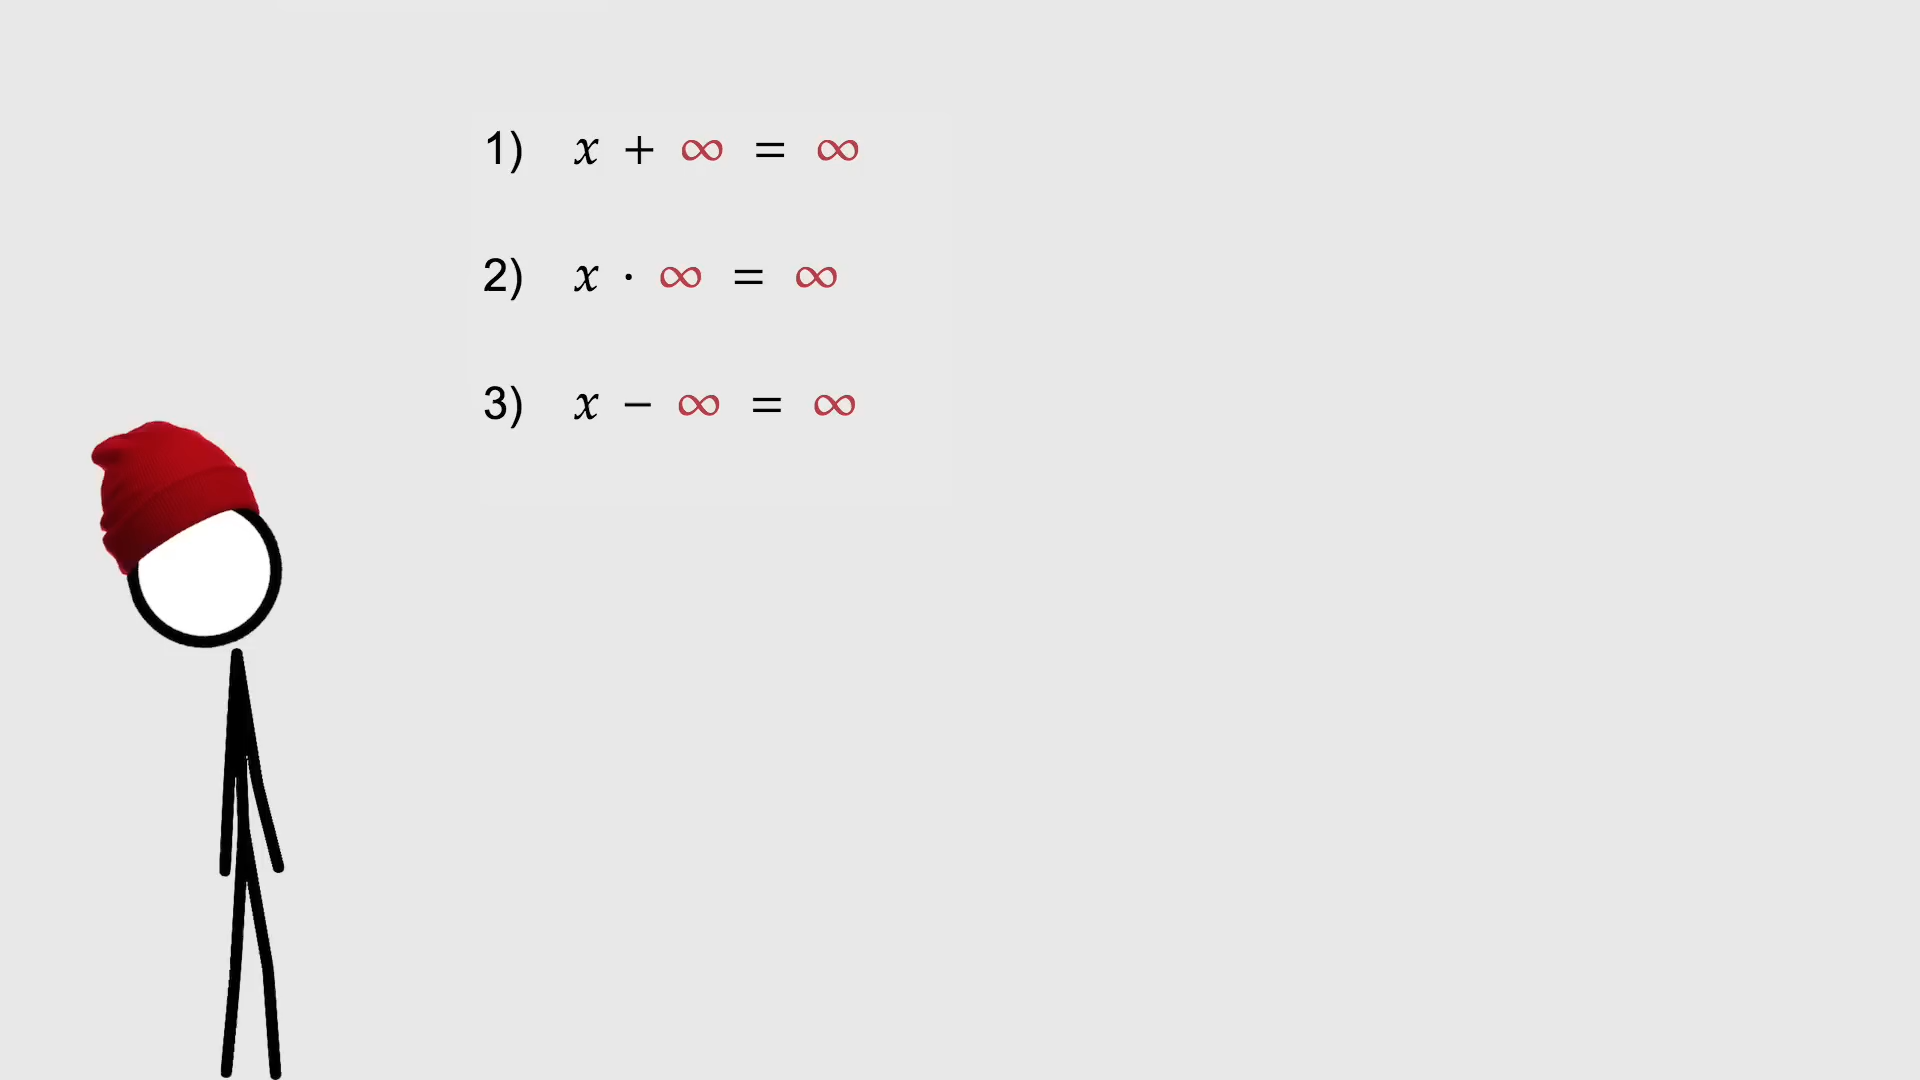 1) x + ∞ = ∞
2) x · ∞ = ∞
3) x − ∞ = ∞